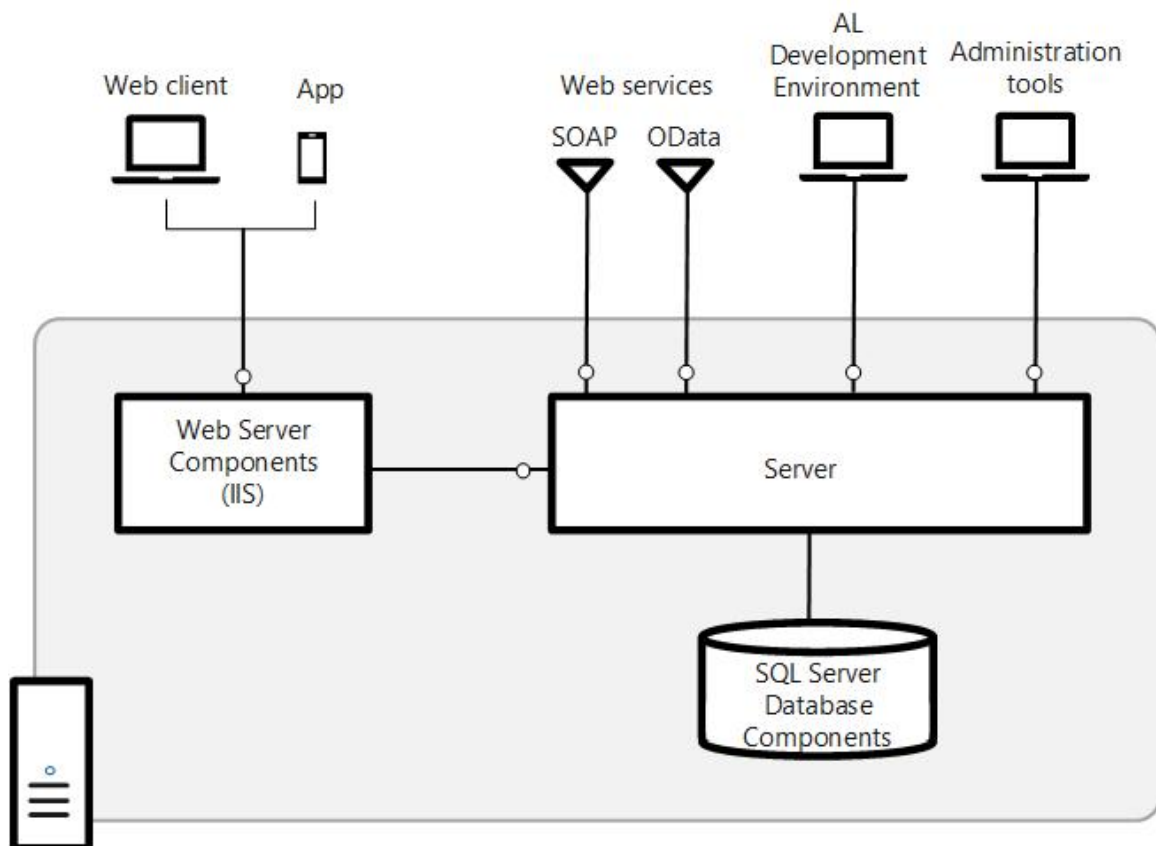 Web client
App
Web services
SOAP
OData
AL
Development
Environment
Administration
tools
Web Server
Components
(IIS)
Server
SQL Server
Database
Components